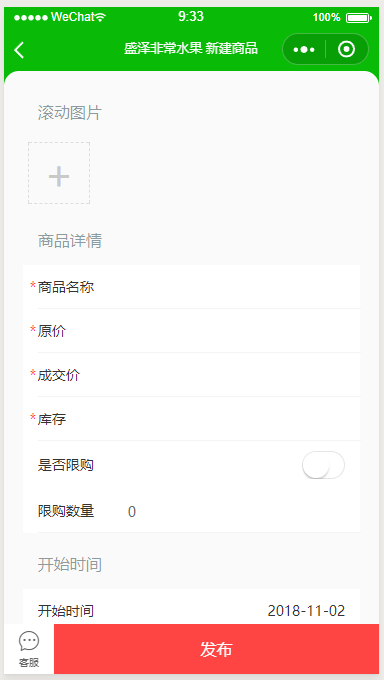 WeChat 9:33 100%
盛泽非常水果 新建商品
滚动图片
商品详情
*商品名称
*原价
*成交价
*库存
是否限购
限购数量 0
开始时间
开始时间 2018-11-02
客服 发布